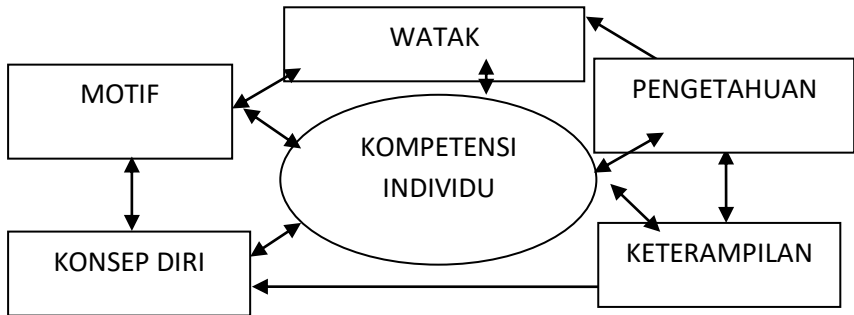 WATAK
MOTIF
PENGETAHUAN
KOMPETENSI
INDIVIDU
KONSEP DIRI
KETERAMPILAN